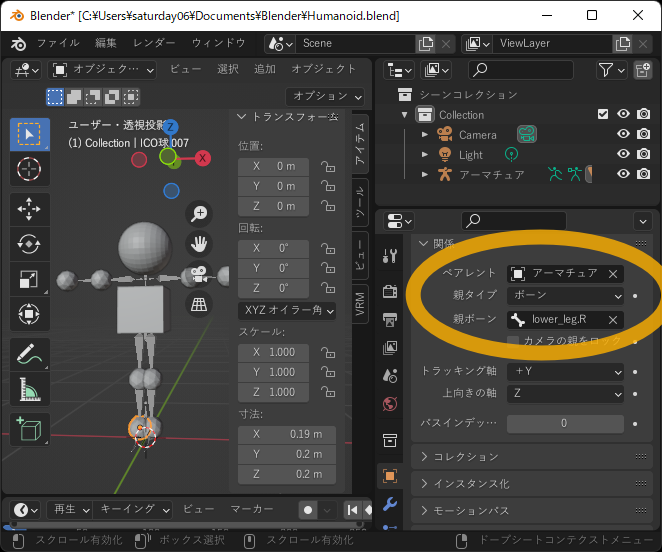 Blender* [C:¥Users¥saturday06¥Documents¥Blender¥Humanoid.blend]
ファイル 編集 レンダー ウィンドウ Scene ViewLayer
オブジェク… ビュー 選択 追加 オブジェクト
オプション
シーンコレクション
Collection
Camera
Light
アーマチュア
ユーザー・透視投影
(1) Collection | ICO球.007
Z
X
トランスフォーム
位置:
X 0 m
Y 0 m
Z 0 m
回転:
X 0°
Y 0°
Z 0°
XYZ オイラー角
スケール:
X 1.000
Y 1.000
Z 1.000
寸法:
X 0.19 m
Y 0.2 m
Z 0.2 m
アイテム
ツール
ビュー
VRM
関係
ペアレント アーマチュア
親タイプ ボーン
親ボーン lower_leg.R
カメラの親をロック
トラッキング軸 +Y
上向きの軸 Z
パスインデッ… 0
コレクション
インスタンス化
モーションパス
再生 キーイング ビュー マーカー
スクロール有効化 ボックス選択 スクロール有効化 ドープシートコンテクストメニュー